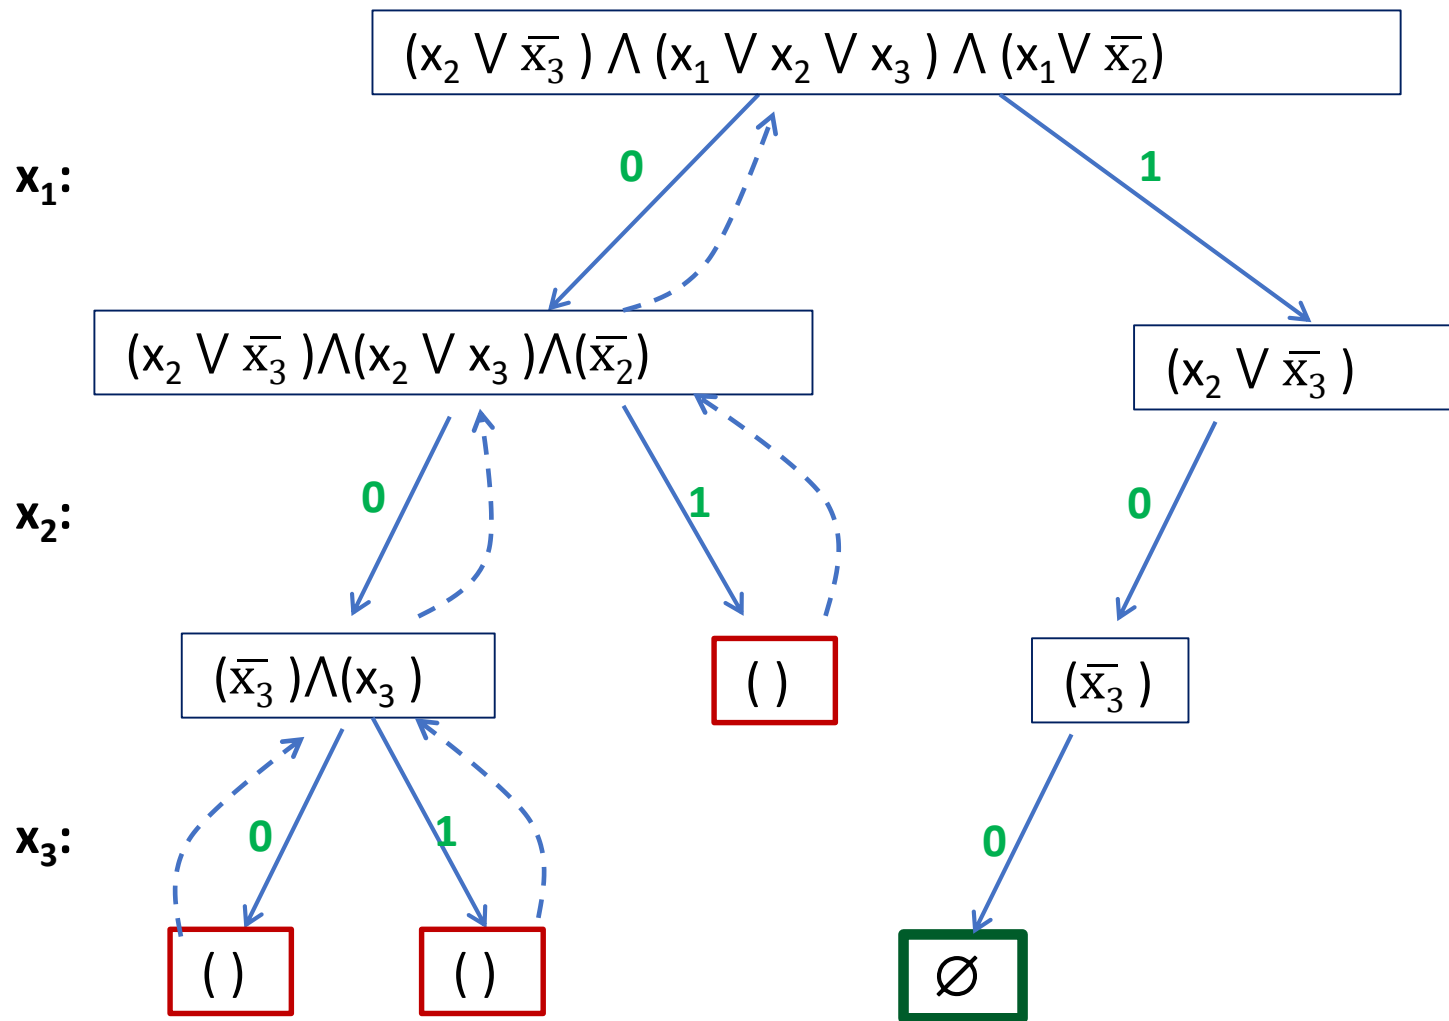 (x₂ ⋁ x̅₃ ) ⋀ (x₁ ⋁ x₂ ⋁ x₃ ) ⋀ (x₁⋁ x̅₂)
x₁: 0 1
(x₂ ⋁ x̅₃ )⋀(x₂ ⋁ x₃ )⋀(x̅₂) (x₂ ⋁ x̅₃ )
x₂: 0 1 0
(x̅₃ )⋀(x₃ ) ( ) (x̅₃ )
x₃: 0 1 0
( ) ( ) ∅